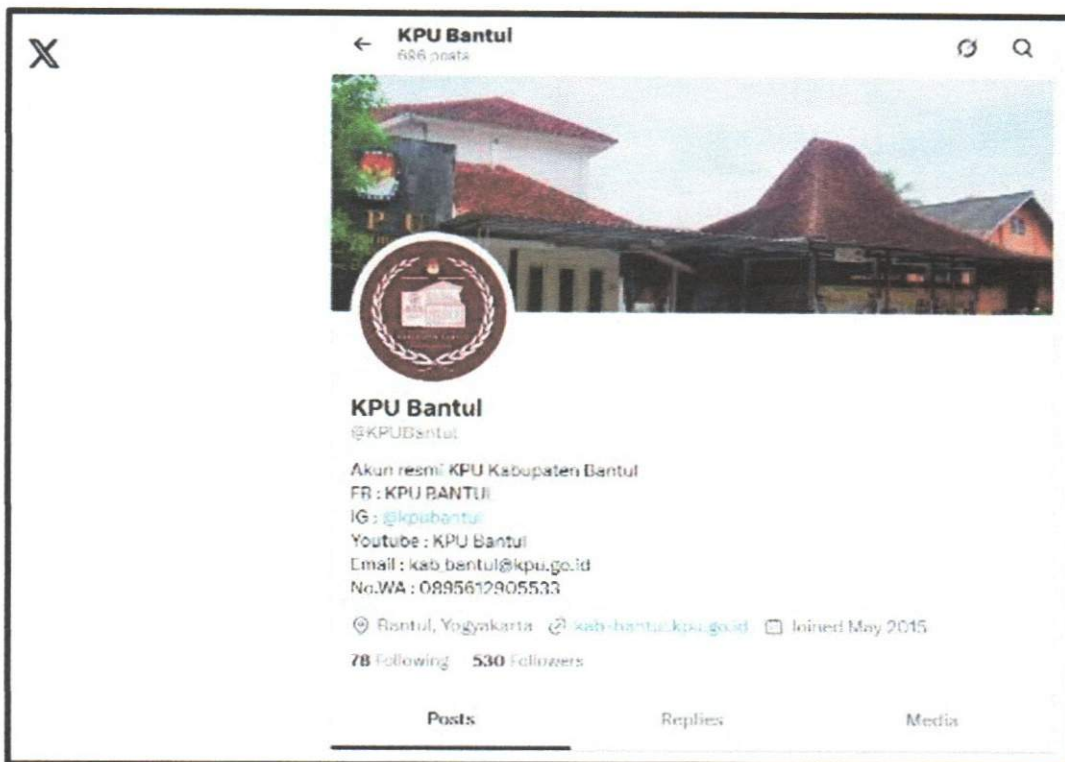 X
KPU Bantul
686 posts
KPU
KPU Bantul
@KPUBantul
Akun resmi KPU Kabupaten Bantul
FB : KPU BANTUL
IG : @kpubantul
Youtube : KPU Bantul
Email : kab.bantul@kpu.go.id
No.WA :
Bantul, Yogyakarta kab-bantul.kpu.go.id Joined May 2015
78 Following 530 Followers
Posts Replies Media